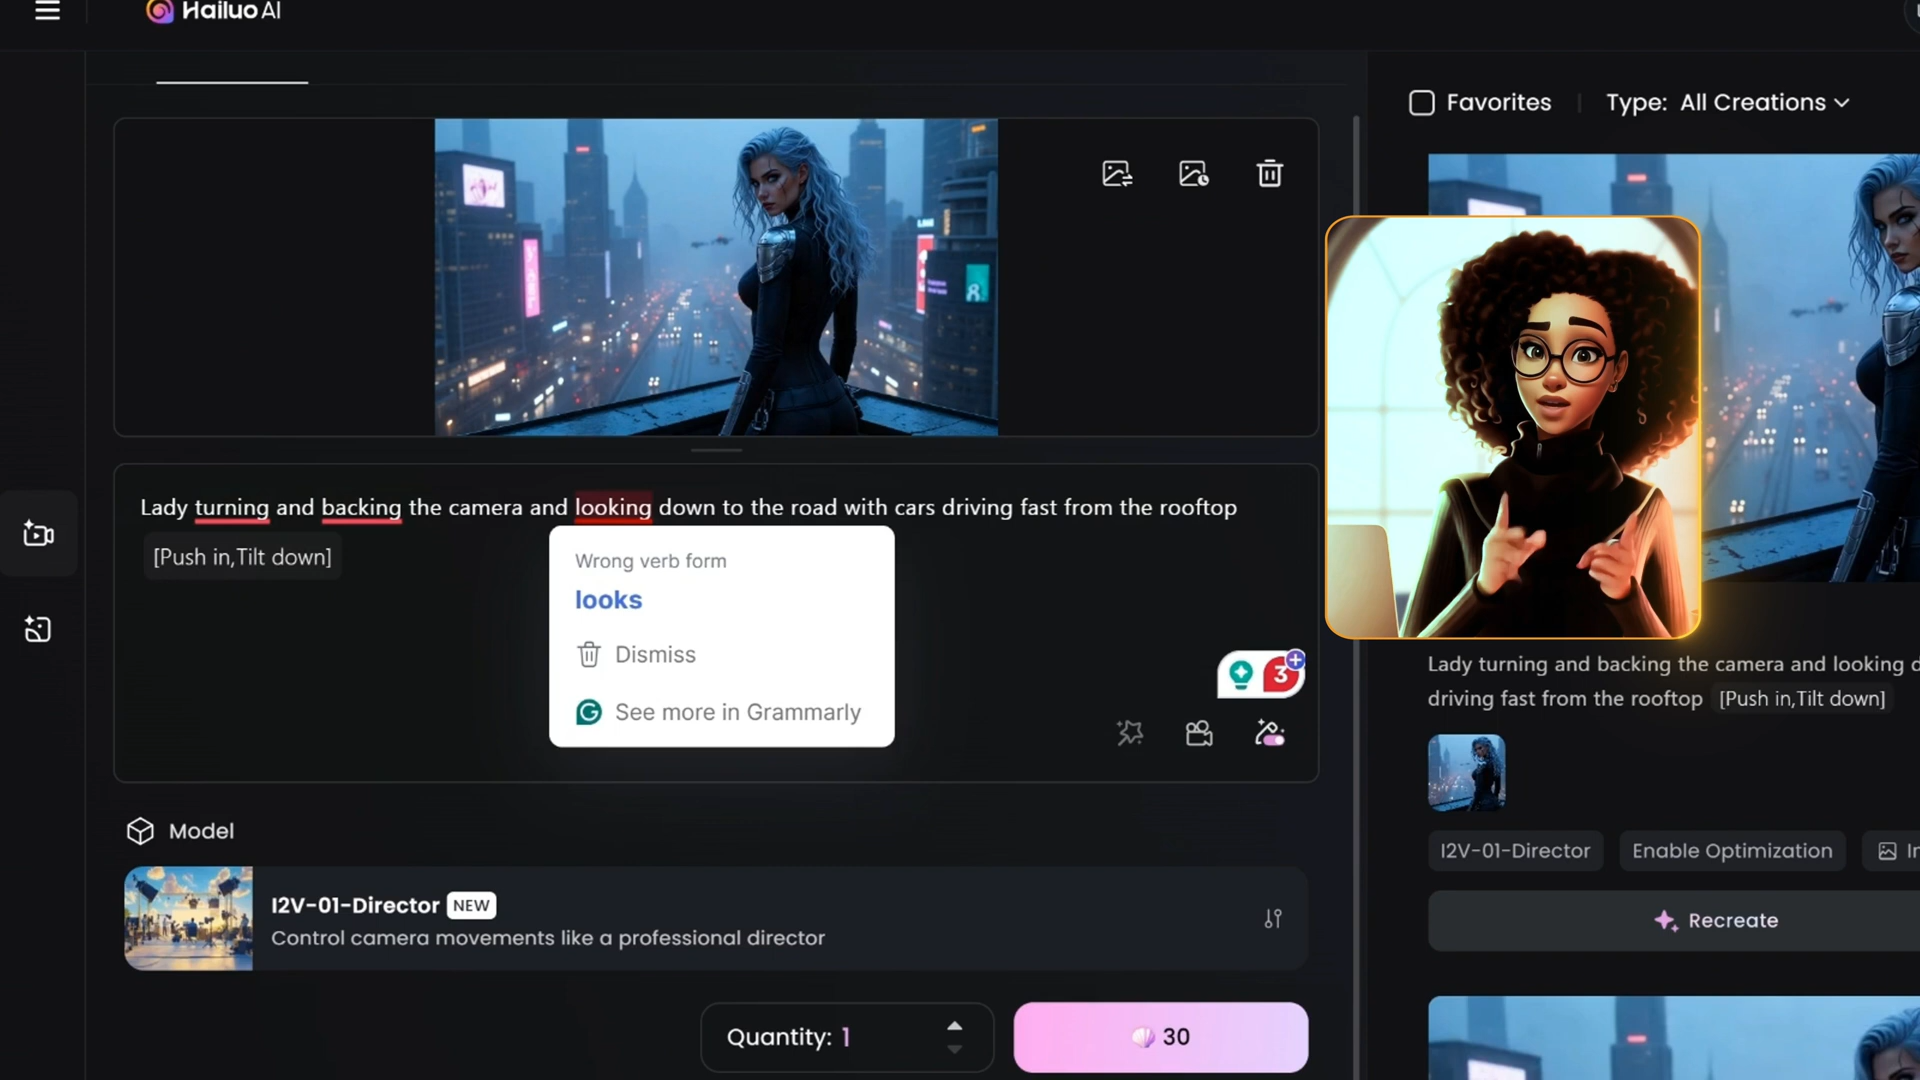 Hailuo AI
Favorites
Type: All Creations
Lady turning and backing the camera and looking down to the road with cars driving fast from the rooftop
[Push in,Tilt down]
Wrong verb form
looks
Dismiss
See more in Grammarly
3
Model
I2V-01-Director NEW
Control camera movements like a professional director
Quantity: 1
30
Lady turning and backing the camera and looking
driving fast from the rooftop [Push in,Tilt down]
I2V-01-Director
Enable Optimization
Recreate